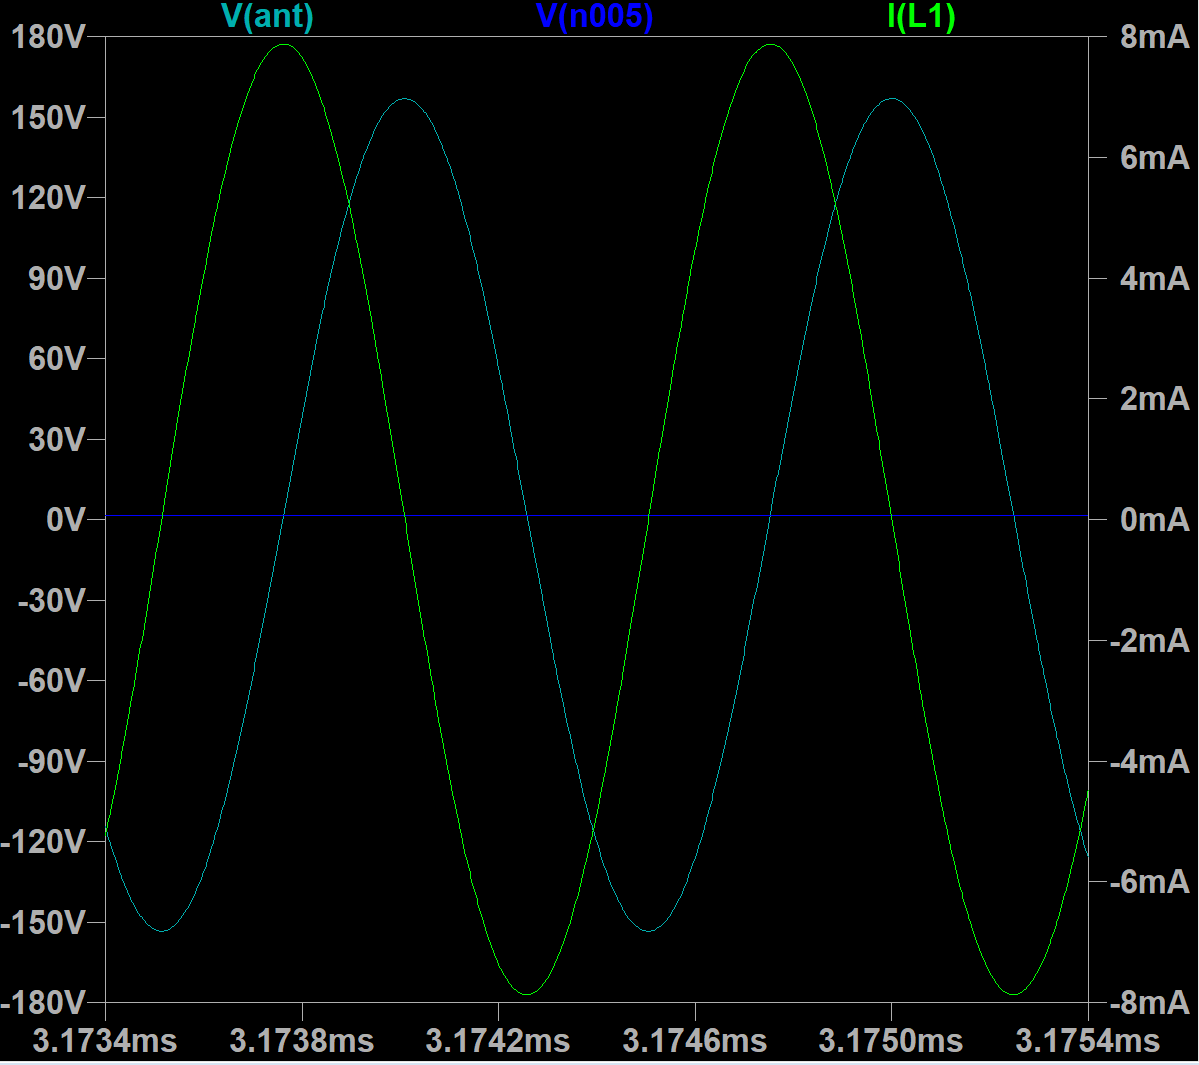 V(ant) V(n005) I(L1)
180V 8mA
150V
120V 6mA
90V 4mA
60V
30V 2mA
0V 0mA
-30V
-60V -2mA
-90V -4mA
-120V
-150V -6mA
-180V -8mA
3.1734ms 3.1738ms 3.1742ms 3.1746ms 3.1750ms 3.1754ms